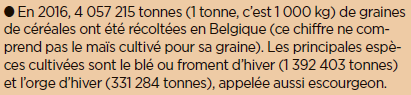 ● En 2016, 4 057 215 tonnes (1 tonne, c'est 1 000 kg) de graines
de céréales ont été récoltées en Belgique (ce chiffre ne com-
prend pas le maïs cultivé pour sa graine). Les principales espè-
ces cultivées sont le blé ou froment d'hiver (1 392 403 tonnes)
et l'orge d'hiver (331 284 tonnes), appelée aussi escourgeon.